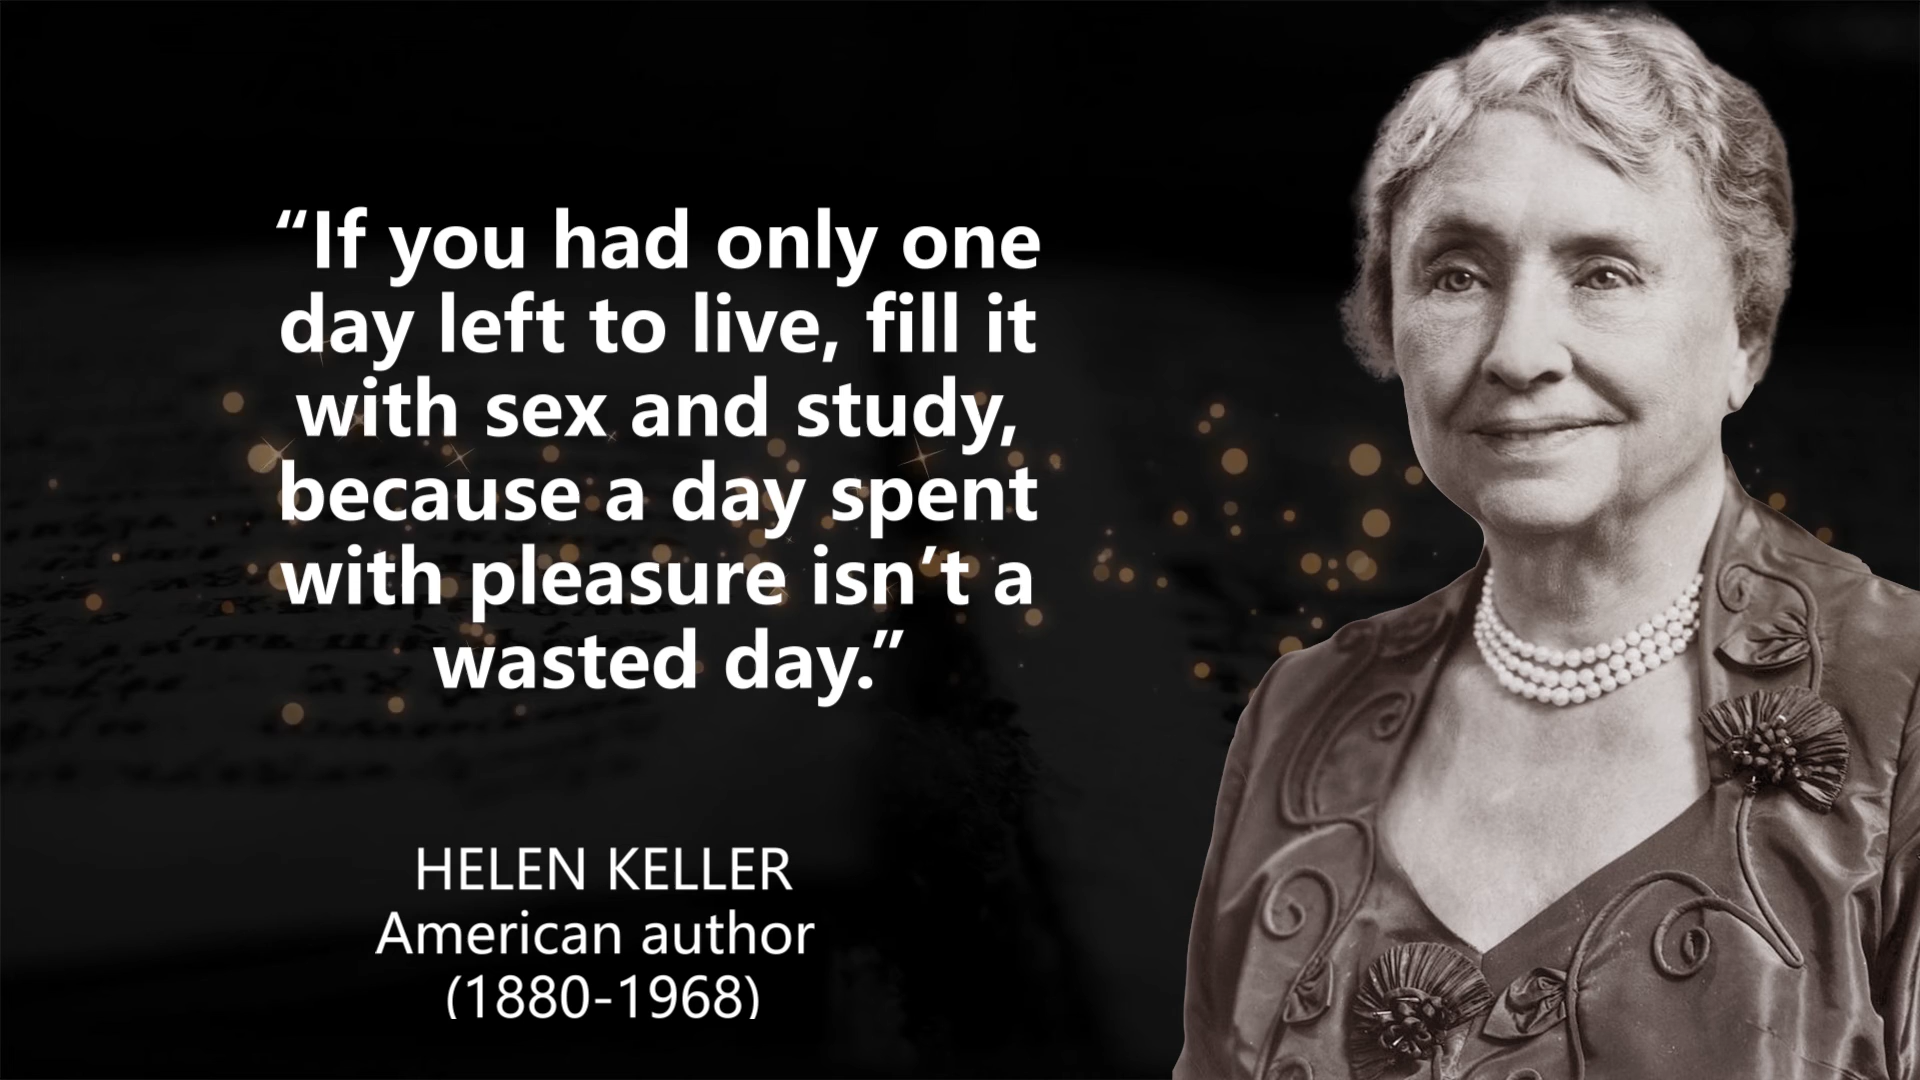 “If you had only one
day left to live, fill it
with sex and study,
because a day spent
with pleasure isn’t a
wasted day.”
HELEN KELLER
American author
(1880-1968)